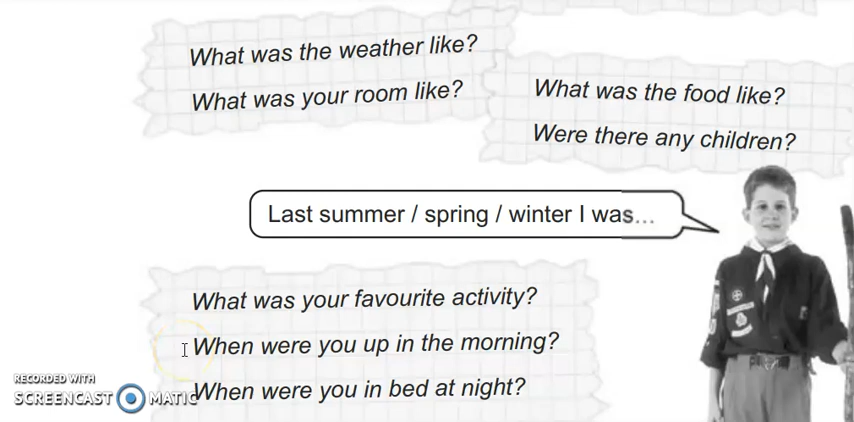 What was the weather like?
What was your room like?
What was the food like?
Were there any children?
Last summer / spring / winter I was...
What was your favourite activity?
When were you up in the morning?
When were you in bed at night?
RECORDED WITH
SCREENCAST MATIC